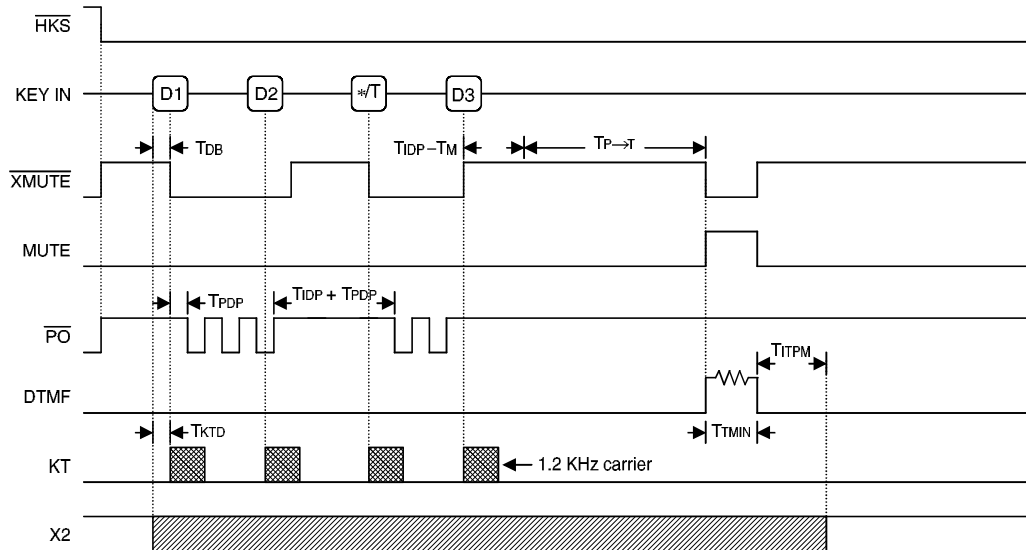 HKS
KEY IN D1 D2 */T D3
TDB TIDP–TM TP→T
XMUTE
MUTE
TPDP TIDP + TPDP
PO
TITPM
DTMF
TKTD TTMIN
KT 1.2 KHz carrier
X2